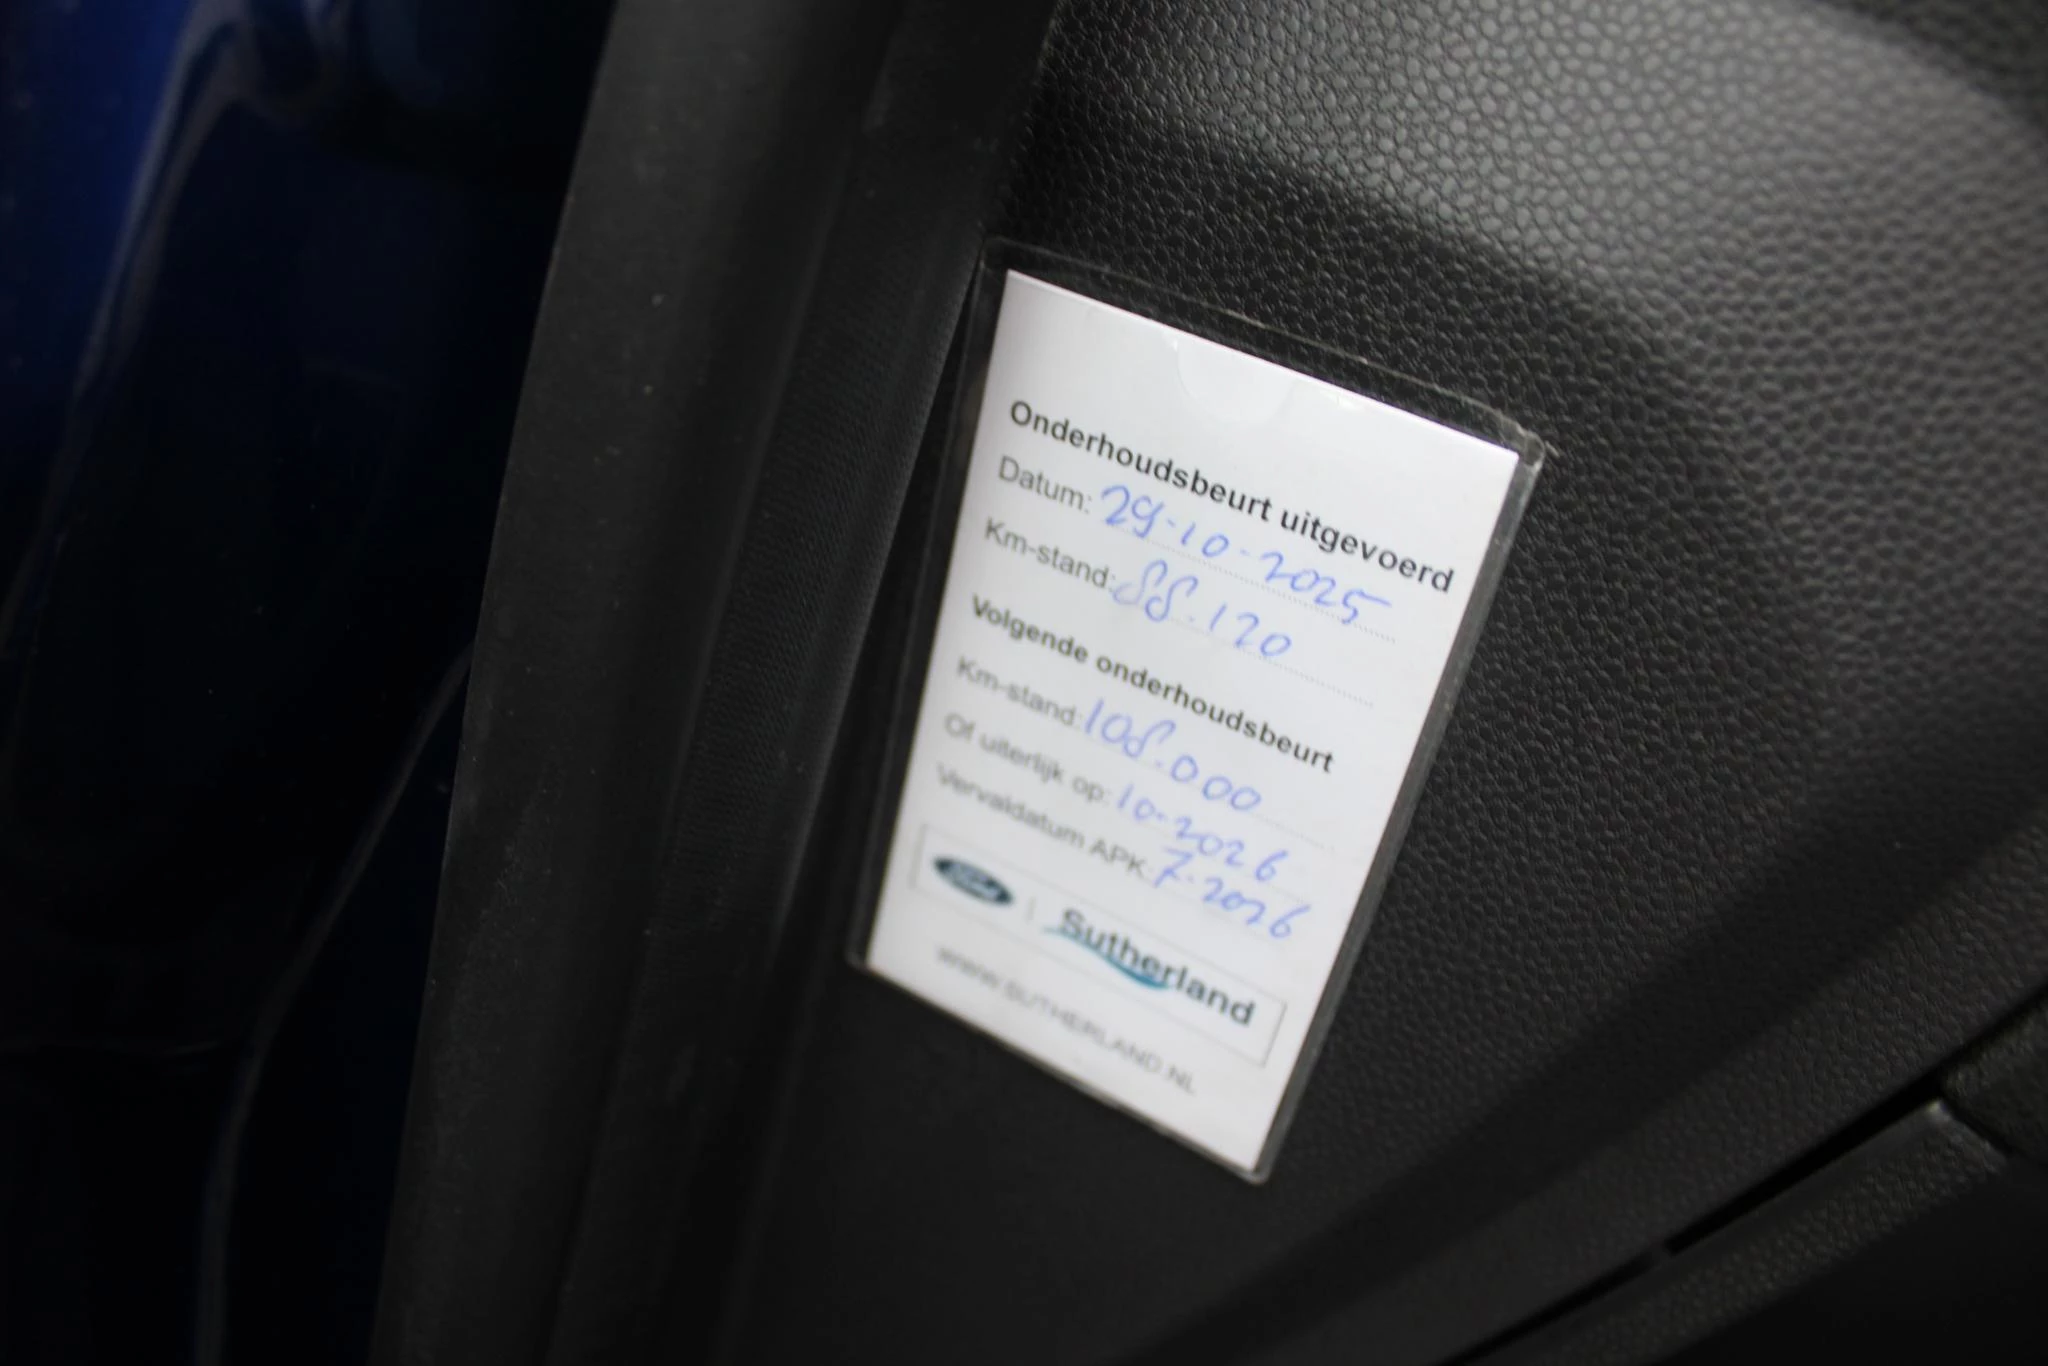 Onderhoudsbeurt uitgevoerd
Datum: 29-10-2025
Km-stand: 88.120
Volgende onderhoudsbeurt
Km-stand: 108.000
Of uiterlijk op: 10-2026
Vervaldatum APK: 7-2026
Ford | Sutherland
WWW.SUTHERLAND.NL